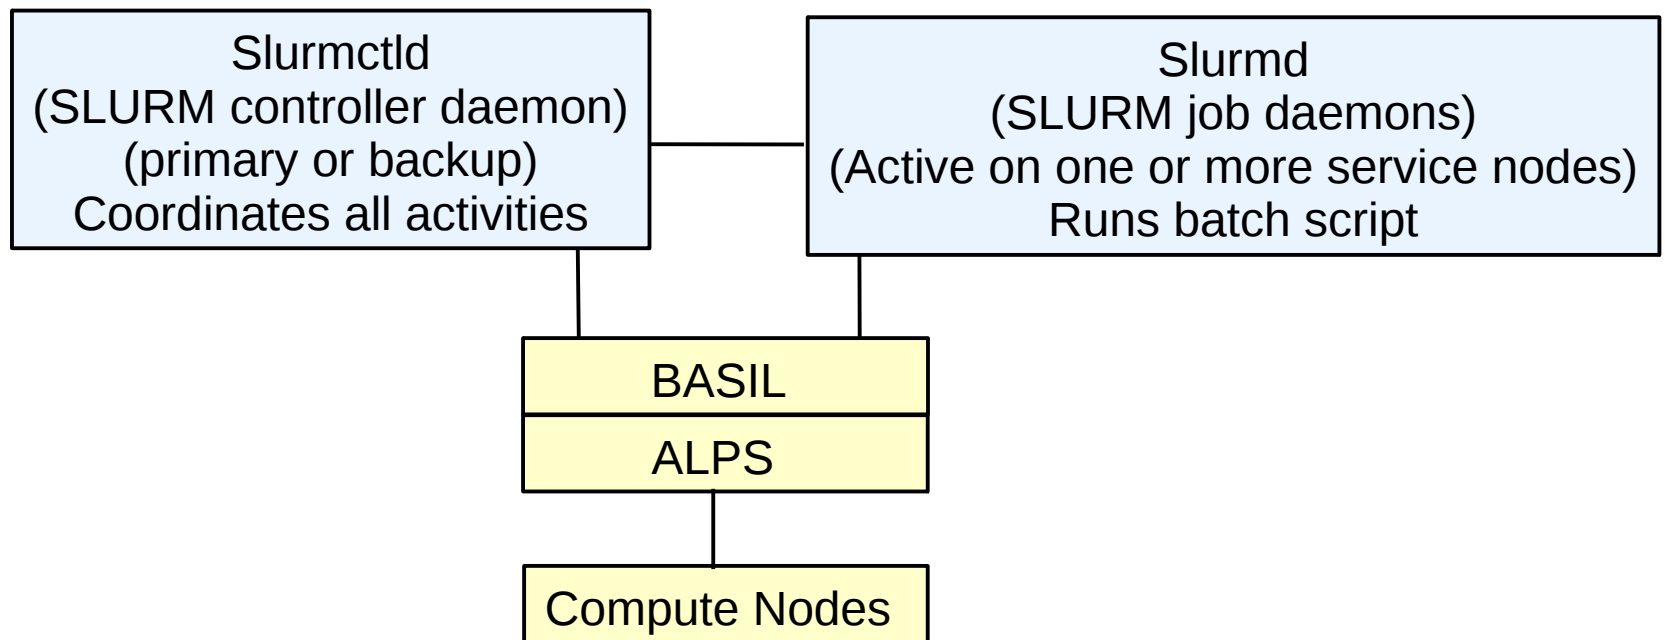 Slurmctld
(SLURM controller daemon)
(primary or backup)
Coordinates all activities
Slurmd
(SLURM job daemons)
(Active on one or more service nodes)
Runs batch script
BASIL
ALPS
Compute Nodes